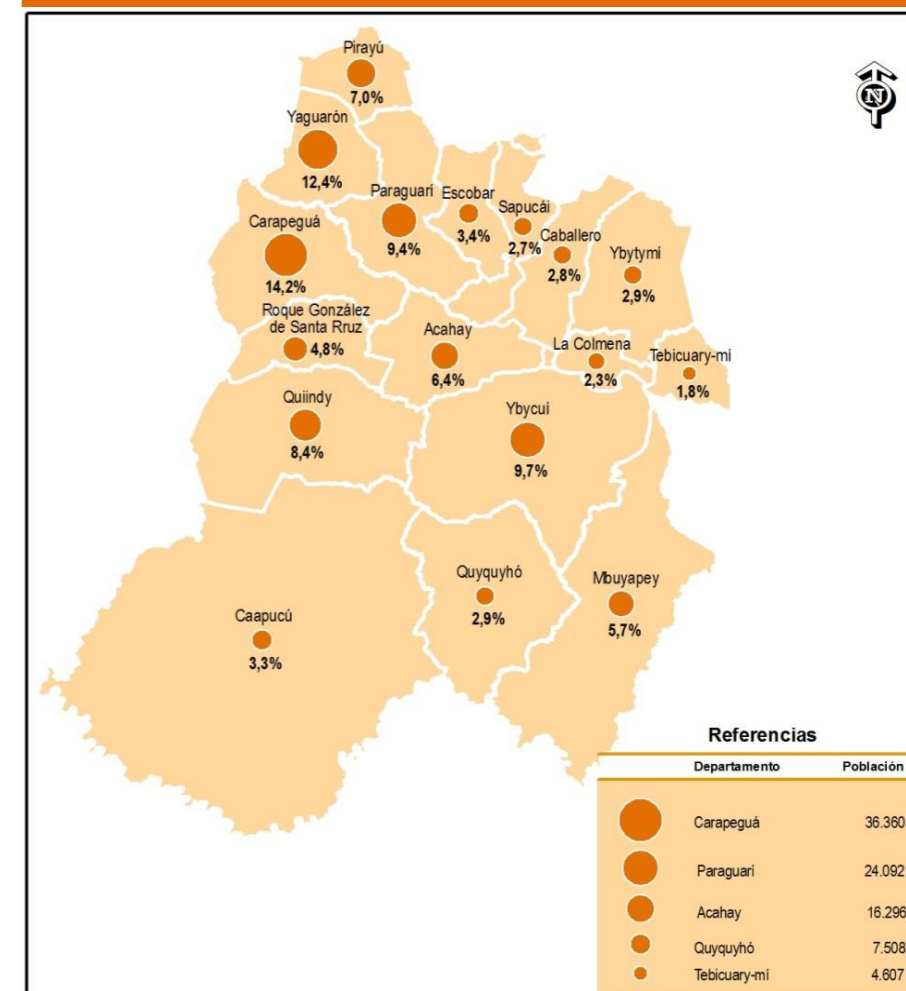 N
Pirayú
7,0%
Yaguarón
12,4%
Paraguarí
9,4%
Escobar
3,4%
Sapucái
2,7%
Caballero
2,8%
Ybytymí
2,9%
Carapeguá
14,2%
Roque González
de Santa Rruz
4,8%
Acahay
6,4%
La Colmena
2,3%
Tebicuary-mí
1,8%
Quiindy
8,4%
Ybycuí
9,7%
Quyquyhó
2,9%
Mbuyapey
5,7%
Caapucú
3,3%
Referencias
Departamento Población
Carapeguá 36.360
Paraguarí 24.092
Acahay 16.296
Quyquyhó 7.508
Tebicuary-mí 4.607